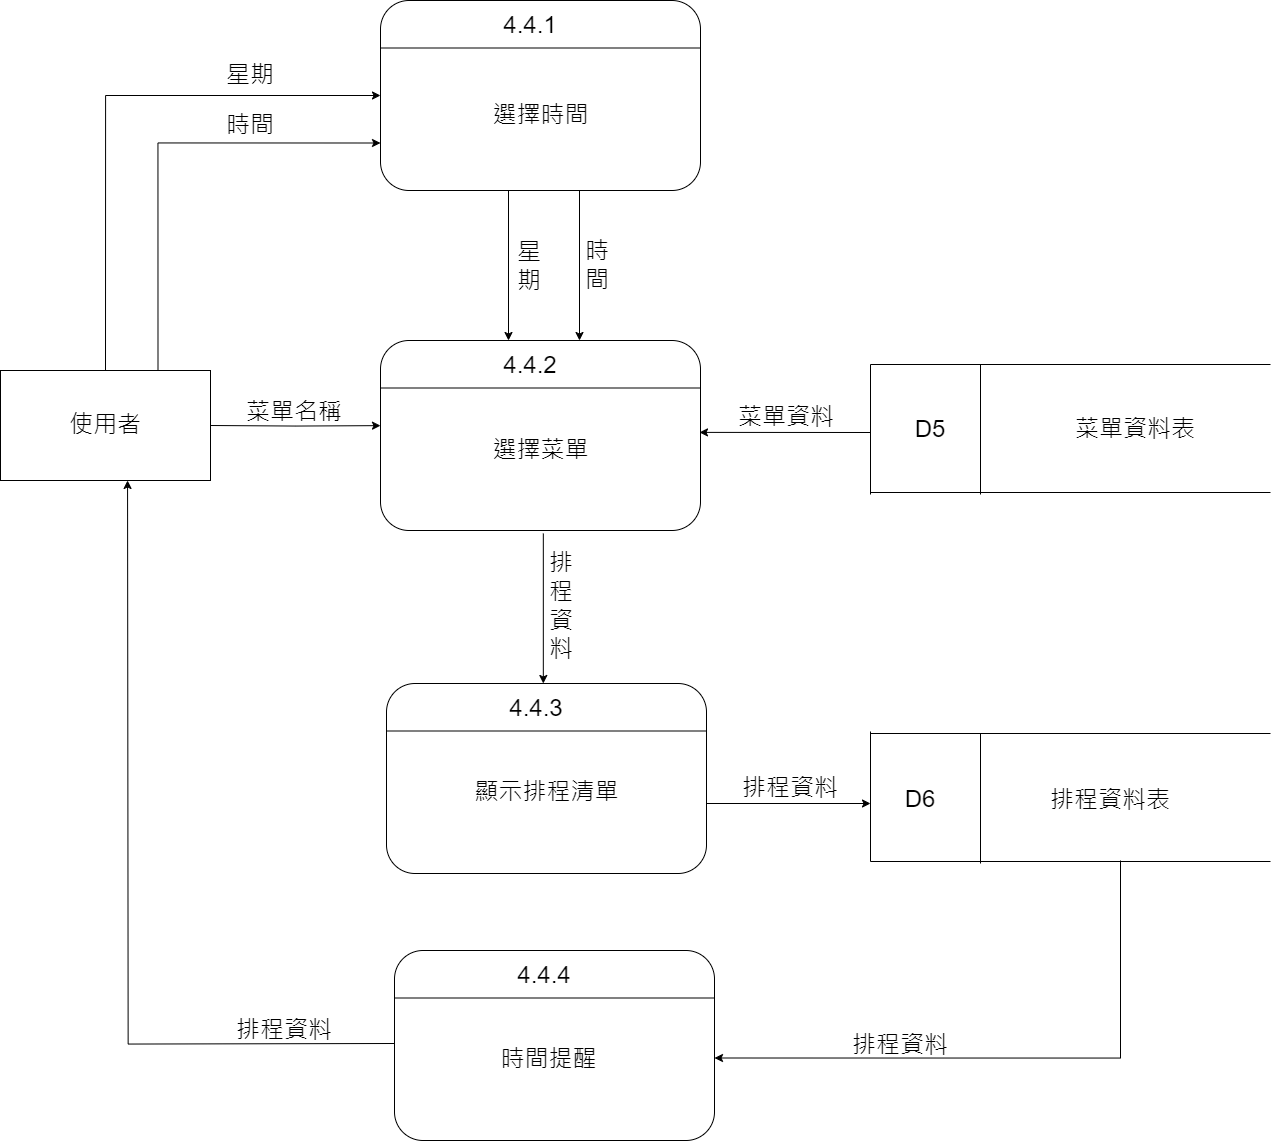 4.4.1
選擇時間
星期
時間
星
期
時
間
4.4.2
選擇菜單
使用者
菜單名稱
菜單資料
D5
菜單資料表
排
程
資
料
4.4.3
顯示排程清單
排程資料
D6
排程資料表
4.4.4
時間提醒
排程資料
排程資料